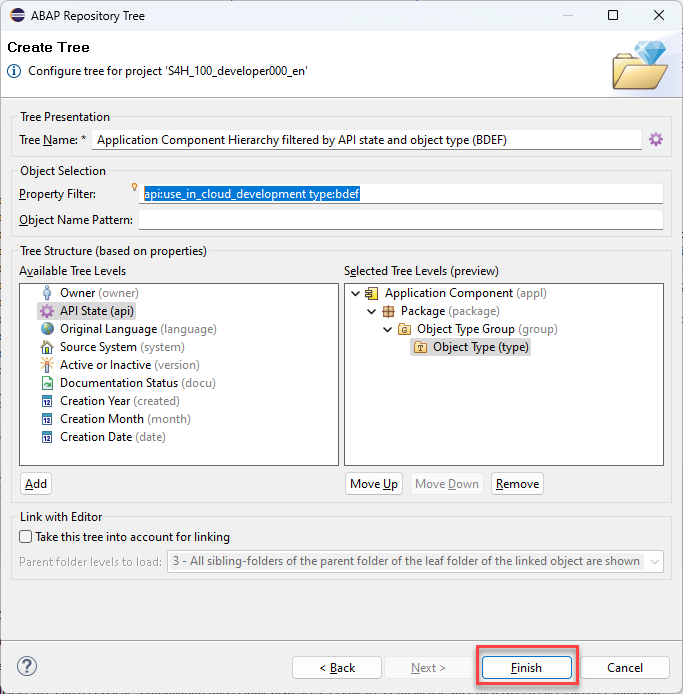 ABAP Repository Tree
Create Tree
Configure tree for project 'S4H_100_developer000_en'
Tree Presentation
Tree Name: * Application Component Hierarchy filtered by API state and object type (BDEF)
Object Selection
Property Filter: api:use_in_cloud_development type:bdef
Object Name Pattern:
Tree Structure (based on properties)
Available Tree Levels
Owner (owner)
API State (api)
Original Language (language)
Source System (system)
Active or Inactive (version)
Documentation Status (docu)
Creation Year (created)
Creation Month (month)
Creation Date (date)
Add
Selected Tree Levels (preview)
Application Component (appl)
Package (package)
Object Type Group (group)
Object Type (type)
Move Up Move Down Remove
Link with Editor
Take this tree into account for linking
Parent folder levels to load: 3 - All sibling-folders of the parent folder of the leaf folder of the linked object are shown
< Back Next > Finish Cancel